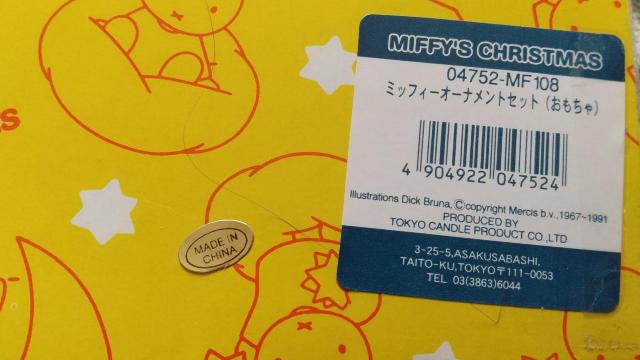 MIFFY'S CHRISTMAS
04752-MF108
ミッフィーオーナメントセット(おもちゃ)
4 904922 047524
Illustrations Dick Bruna, ©copyright Mercis b.v., 1967~1991
PRODUCED BY
TOKYO CANDLE PRODUCT CO.,LTD
3-25-5,ASAKUSABASHI,
TAITO-KU,TOKYO〒111-0053
TEL 03(3863)6044
MADE IN
CHINA